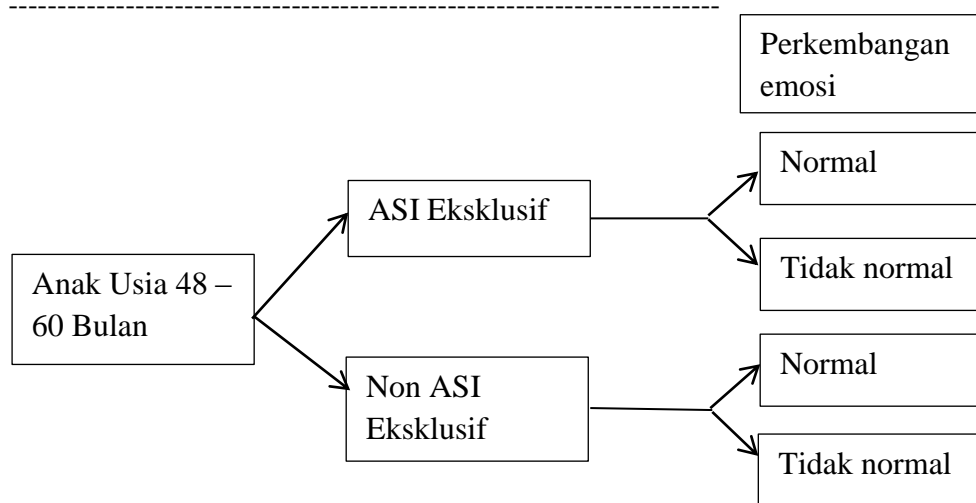 Perkembangan
emosi
Normal
ASI Eksklusif
Tidak normal
Anak Usia 48 –
60 Bulan
Normal
Non ASI
Eksklusif
Tidak normal